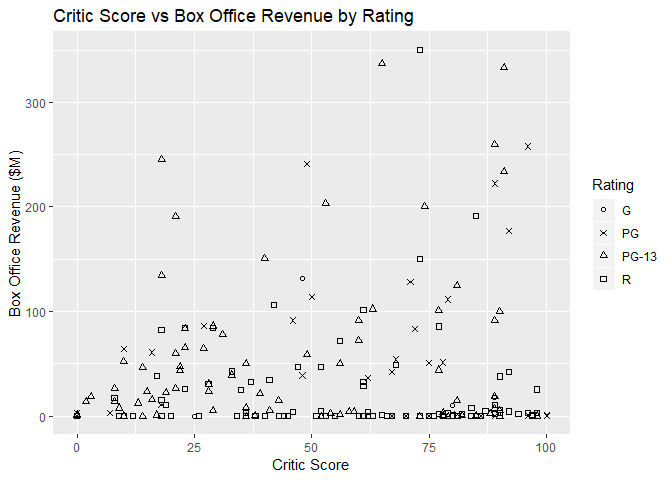 Critic Score vs Box Office Revenue by Rating
Box Office Revenue ($M)
300
200
100
0
0
25
50
75
100
Critic Score
Rating
G
PG
PG-13
R